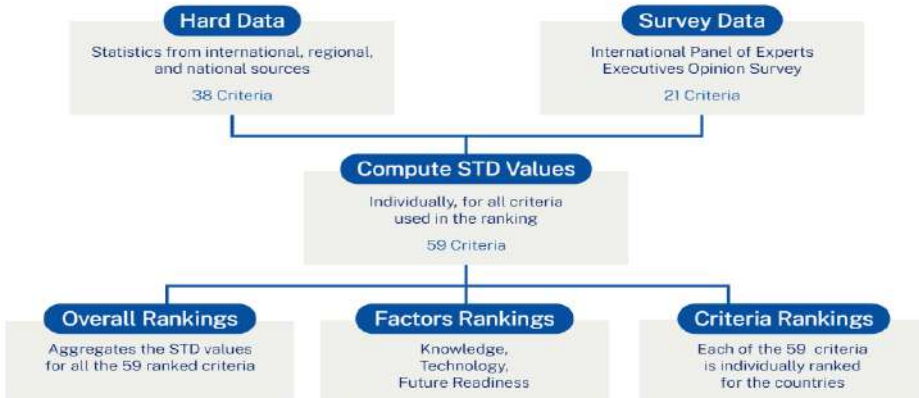 Hard Data
Statistics from international, regional,
and national sources
38 Criteria
Survey Data
International Panel of Experts
Executives Opinion Survey
21 Criteria
Compute STD Values
Individually, for all criteria
used in the ranking
59 Criteria
Overall Rankings
Aggregates the STD values
for all the 59 ranked criteria
Factors Rankings
Knowledge,
Technology,
Future Readiness
Criteria Rankings
Each of the 59 criteria
is individually ranked
for the countries